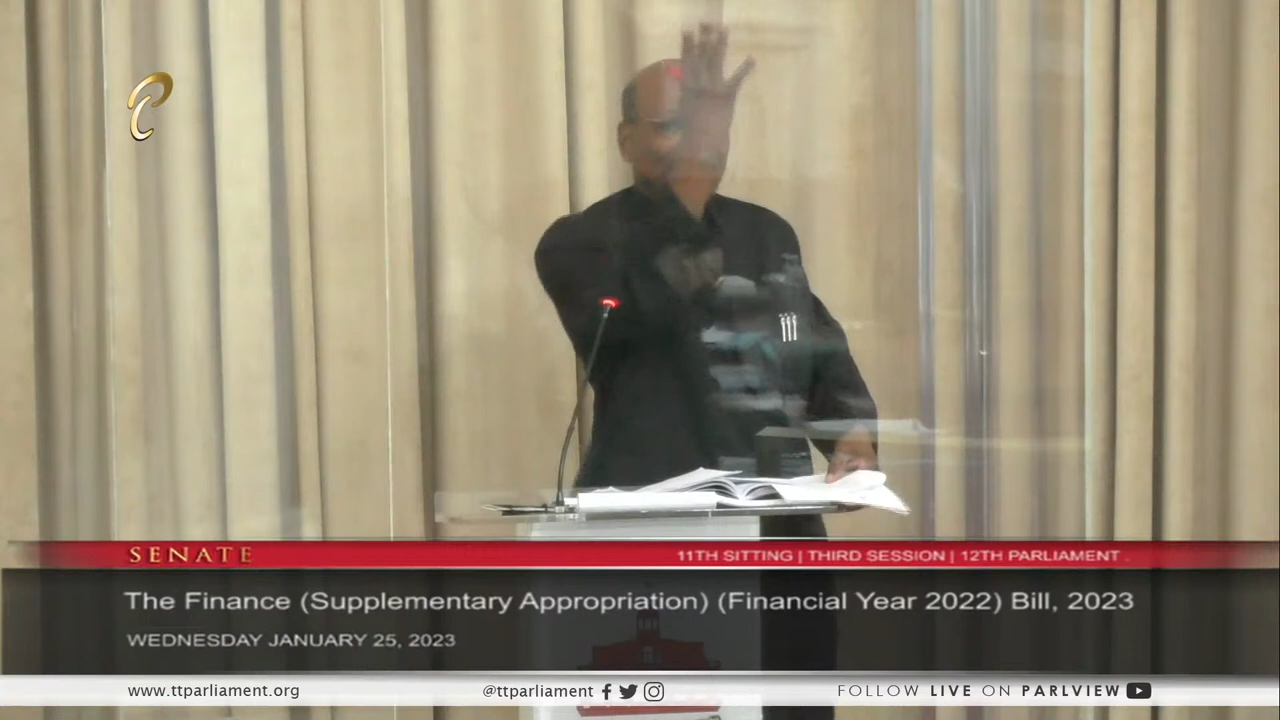 SENATE
11TH SITTING | THIRD SESSION | 12TH PARLIAMENT .
The Finance (Supplementary Appropriation) (Financial Year 2022) Bill, 2023
WEDNESDAY JANUARY 25, 2023
www.ttparliament.org
@ttparliament
FOLLOW LIVE ON PARLVIEW